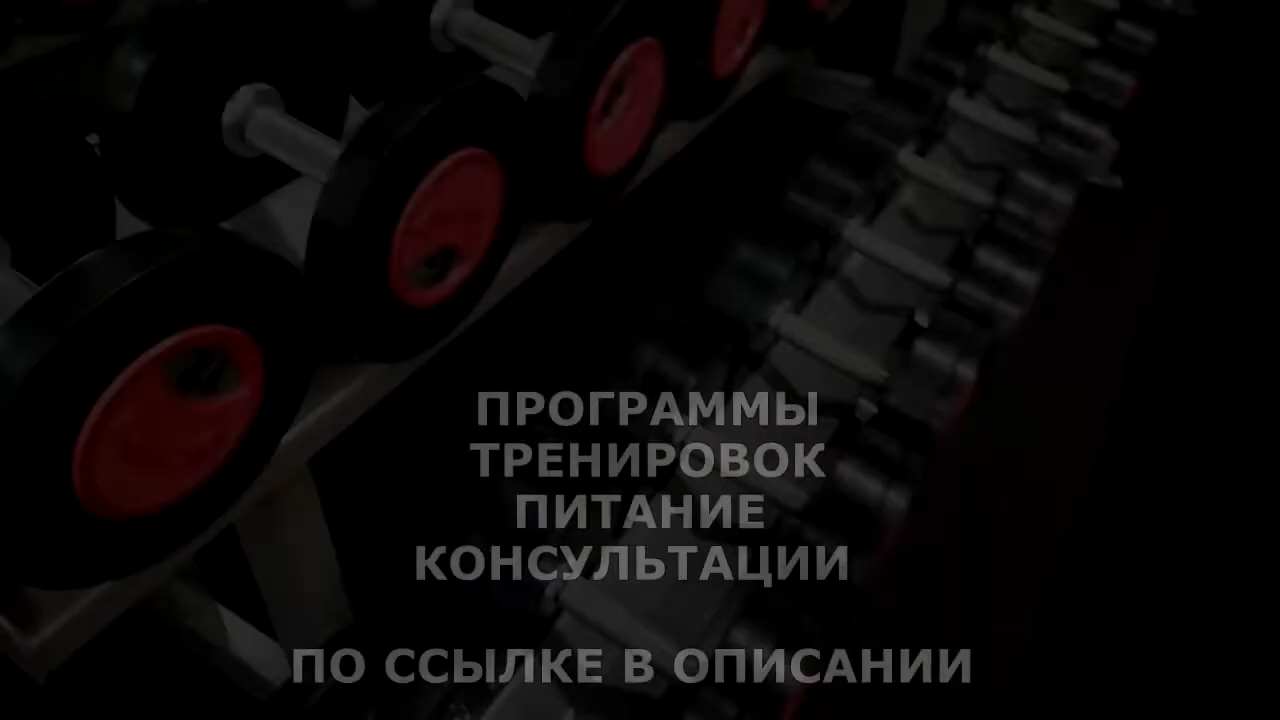 ПРОГРАММЫ
ТРЕНИРОВОК
ПИТАНИЕ
КОНСУЛЬТАЦИИ
ПО ССЫЛКЕ В ОПИСАНИИ